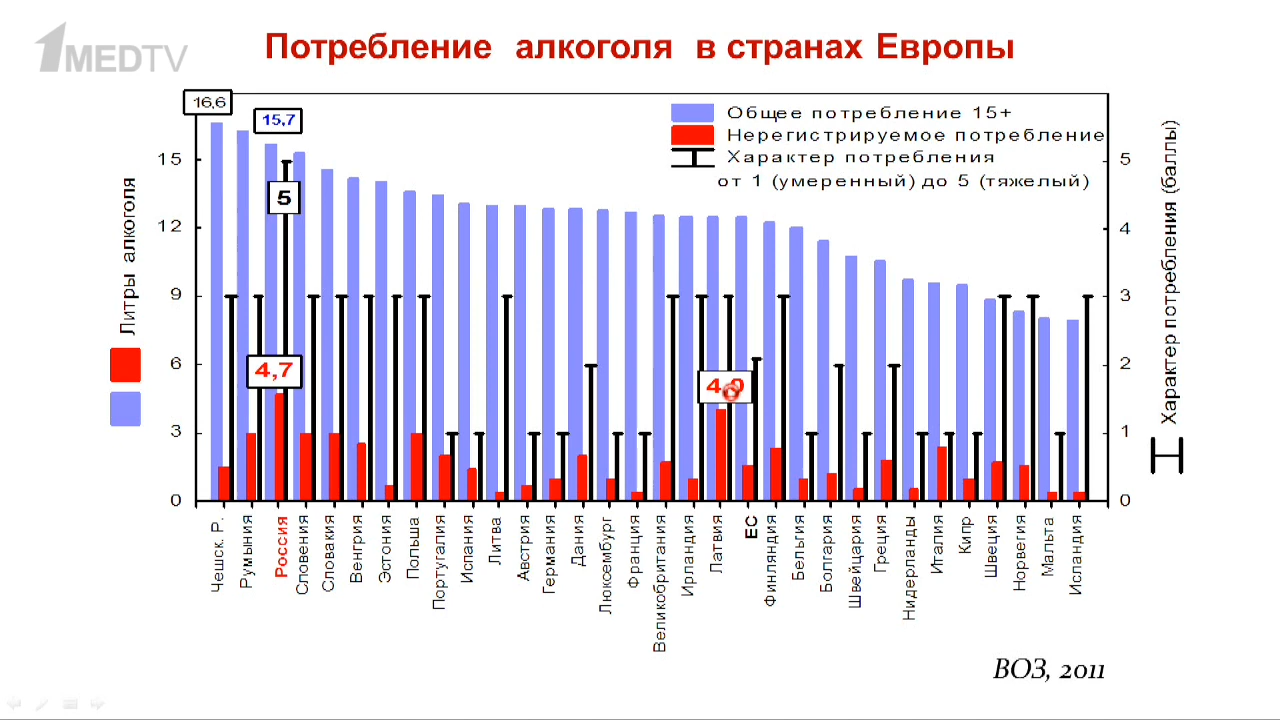 1MEDTV
Потребление алкоголя в странах Европы
16,6
15,7
5
4,7
4,0
Общее потребление 15+
Нерегистрируемое потребление
Характер потребления
от 1 (умеренный) до 5 (тяжелый)
Литры алкоголя
15
12
9
6
3
0
5
4
3
2
1
0
Характер потребления (баллы)
Чешск. Р.
Румыния
Россия
Словения
Словакия
Венгрия
Эстония
Польша
Португалия
Испания
Литва
Австрия
Германия
Дания
Люксембург
Франция
Великобритания
Ирландия
Латвия
ЕС
Финляндия
Бельгия
Болгария
Швейцария
Греция
Нидерланды
Италия
Кипр
Швеция
Норвегия
Мальта
Исландия
ВОЗ, 2011